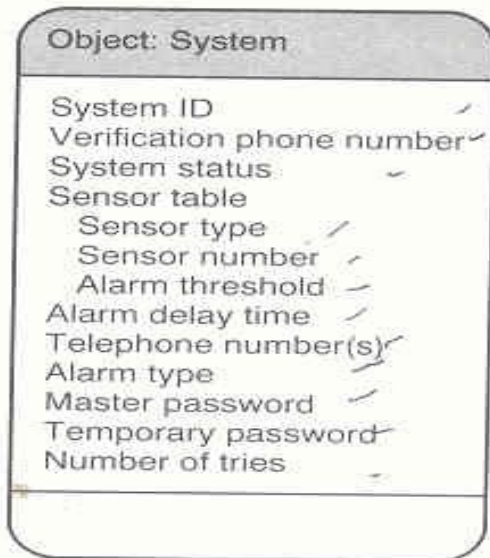 Object: System
System ID
Verification phone number
System status
Sensor table
Sensor type
Sensor number
Alarm threshold
Alarm delay time
Telephone number(s)
Alarm type
Master password
Temporary password
Number of tries